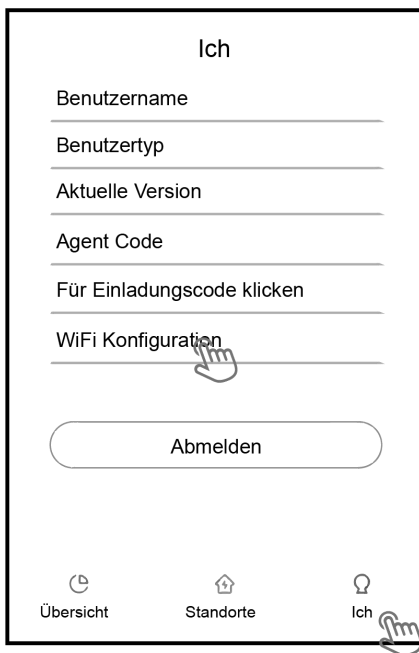 Ich
Benutzername
Benutzertyp
Aktuelle Version
Agent Code
Für Einladungscode klicken
WiFi Konfiguration
Abmelden
Übersicht Standorte Ich